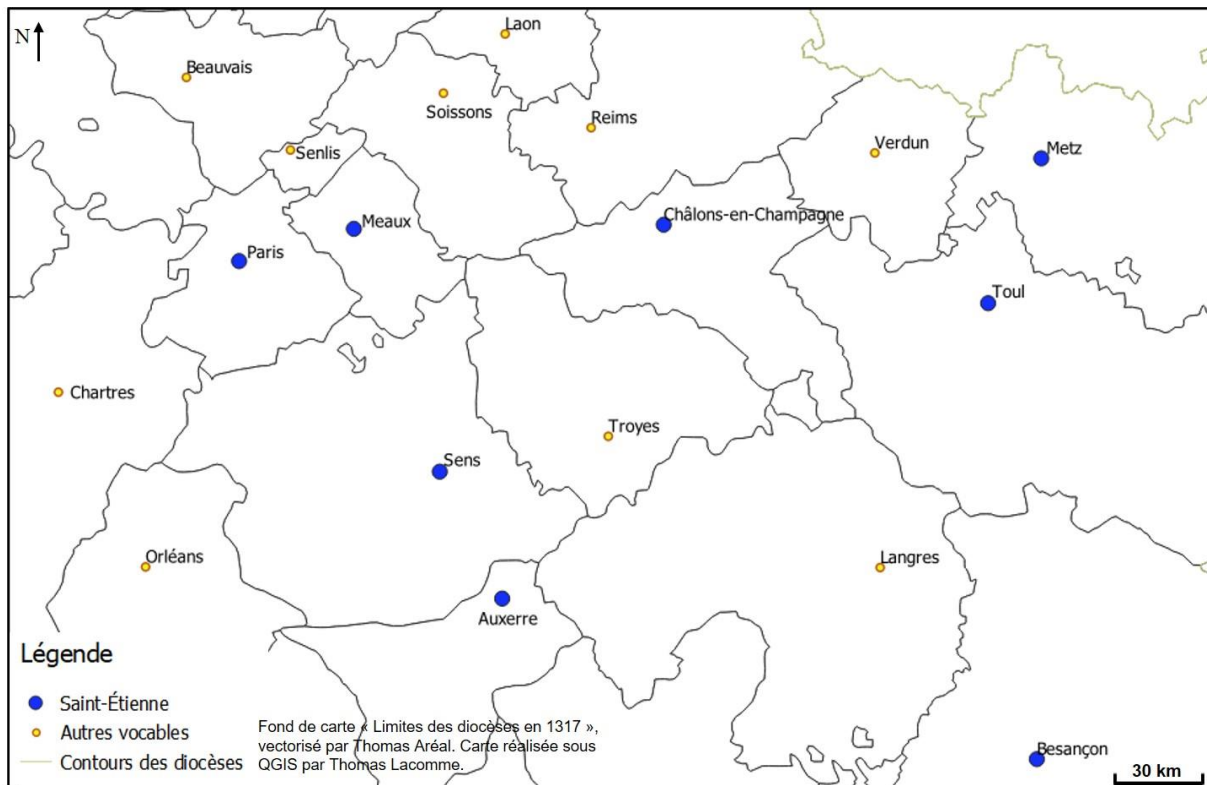 N
Laon
Beauvais
Soissons
Reims
Senlis
Verdun
Metz
Meaux
Châlons-en-Champagne
Paris
Toul
Chartres
Troyes
Sens
Orléans
Langres
Auxerre
Besançon
Légende
Saint-Étienne
Autres vocables
Contours des diocèses
Fond de carte « Limites des diocèses en 1317 »,
vectorisé par Thomas Aréal. Carte réalisée sous
QGIS par Thomas Lacomme.
30 km